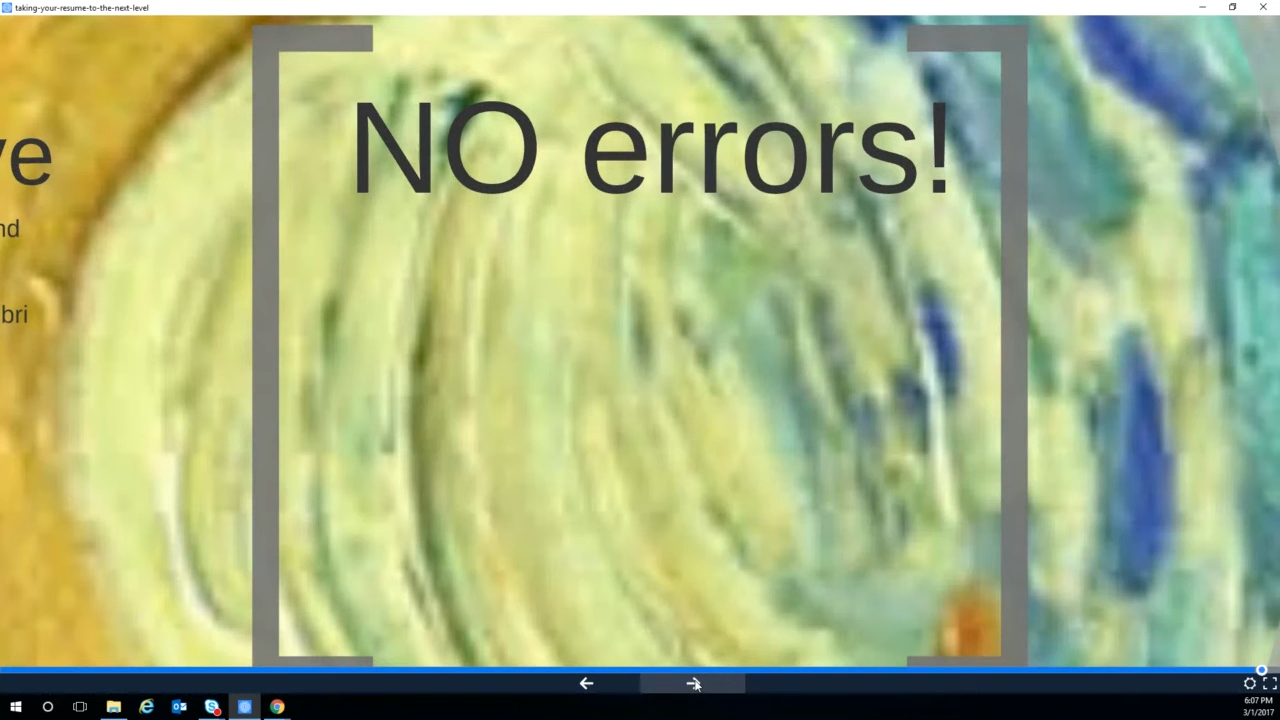 taking-your-resume-to-the-next-level
NO errors!
ve
nd
bri
6:07 PM
3/1/2017